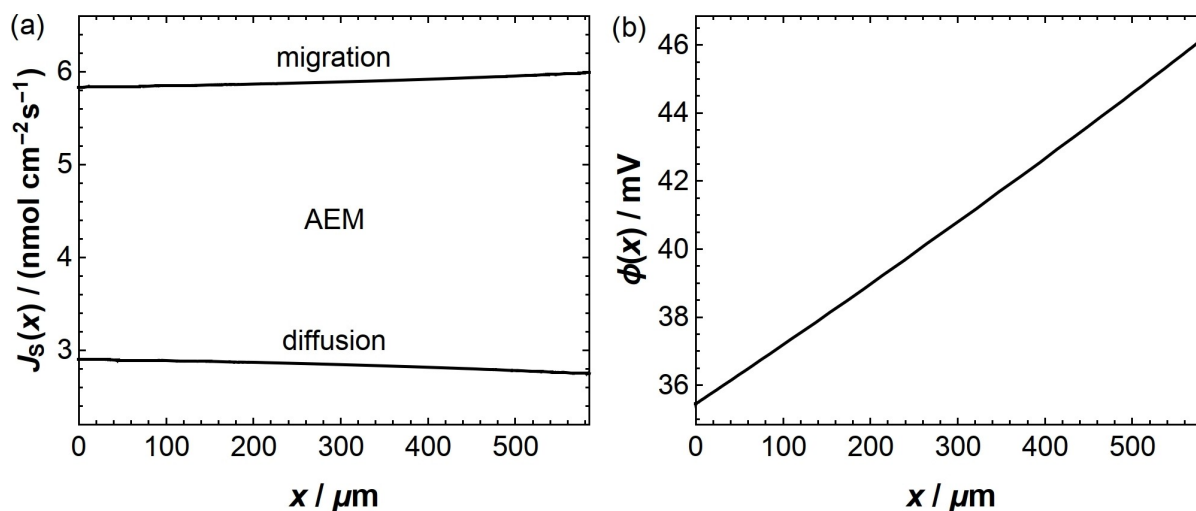 (a)
6
5
4
3
migration
AEM
diffusion
J_S(x) / (nmol cm⁻² s⁻¹)
0 100 200 300 400 500
x / μm
(b)
46
44
42
40
38
36
ϕ(x) / mV
0 100 200 300 400 500
x / μm